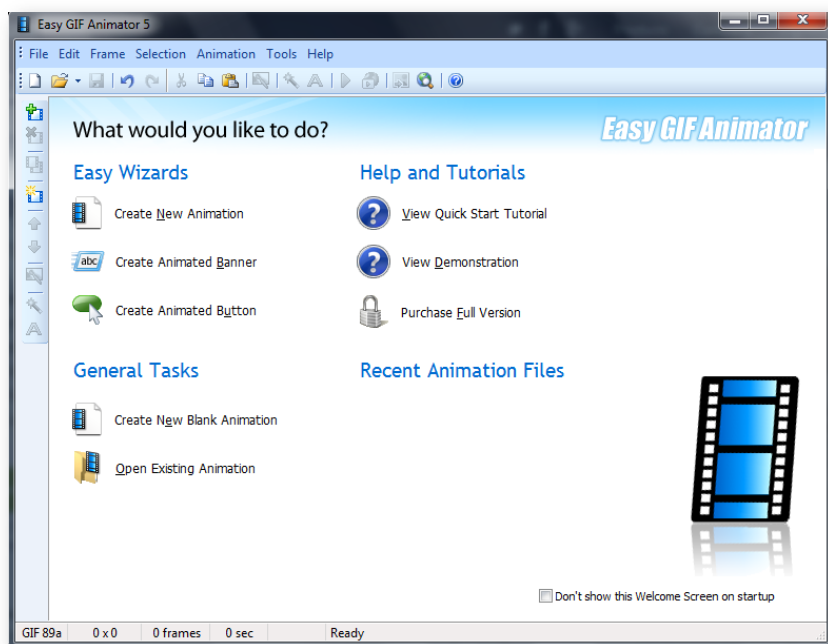 Easy GIF Animator 5
File Edit Frame Selection Animation Tools Help
What would you like to do?
Easy GIF Animator
Easy Wizards
Create New Animation
abc
Create Animated Banner
Create Animated Button
Help and Tutorials
View Quick Start Tutorial
View Demonstration
Purchase Full Version
General Tasks
Create New Blank Animation
Open Existing Animation
Recent Animation Files
Don't show this Welcome Screen on startup
GIF 89a 0 x 0 0 frames 0 sec Ready